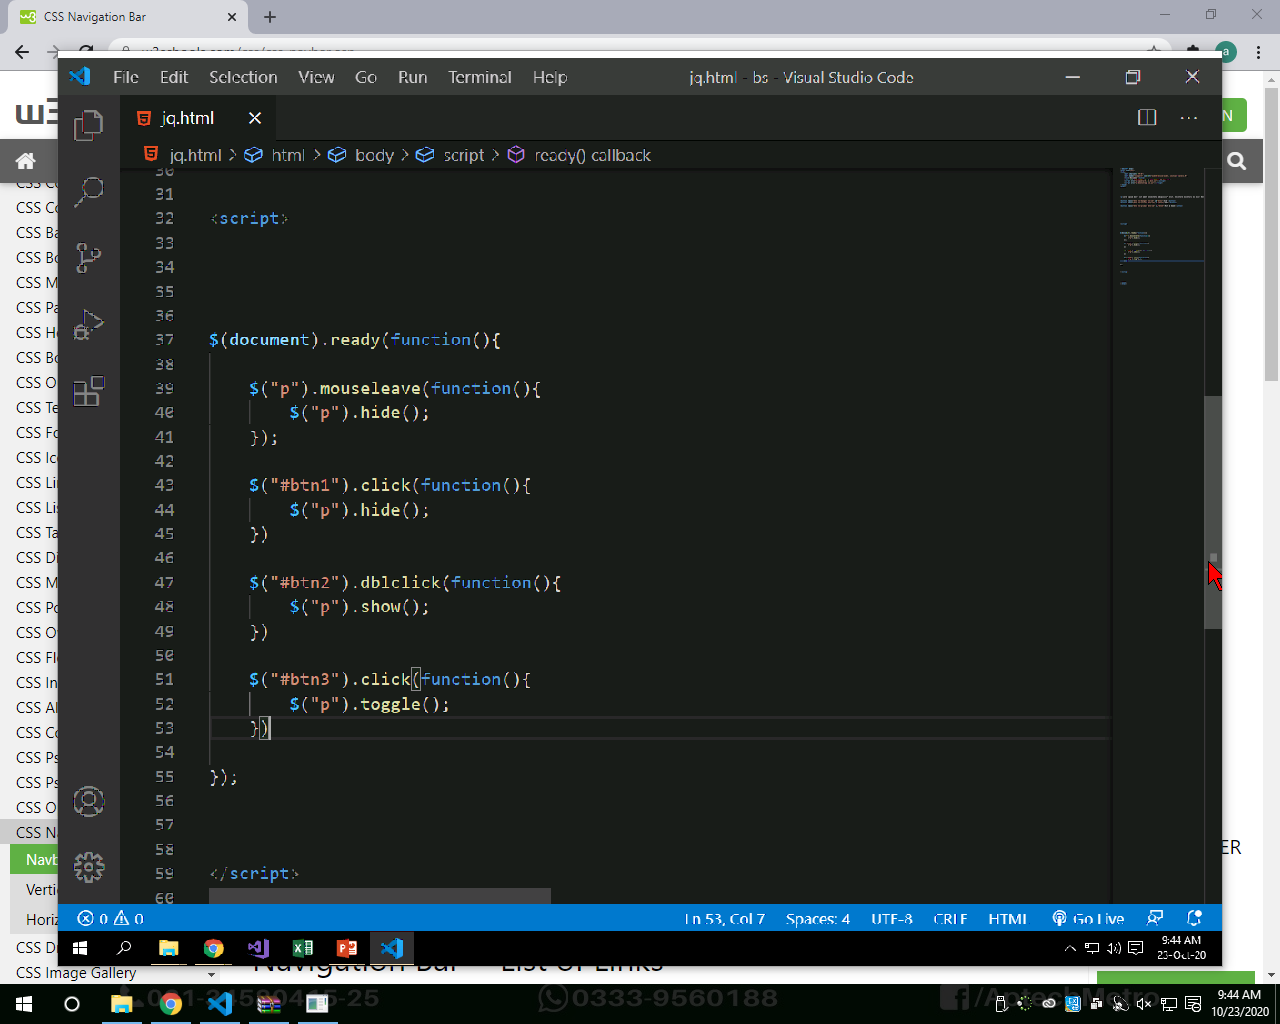 CSS Navigation Bar
File Edit Selection View Go Run Terminal Help
jq.html - bs - Visual Studio Code
jq.html
jq.html > html > body > script > ready() callback
30
31
32 <script>
33
34
35
36
37 $(document).ready(function(){
38
39 $("p").mouseleave(function(){
40 $("p").hide();
41 });
42
43 $("#btn1").click(function(){
44 $("p").hide();
45 })
46
47 $("#btn2").dblclick(function(){
48 $("p").show();
49 })
50
51 $("#btn3").click(function(){
52 $("p").toggle();
53 })
54
55 });
56
57
58
59 </script>
60
0 0
Ln 53, Col 7 Spaces: 4 UTF-8 CRLF HTML Go Live
9:44 AM
23-Oct-20
CSS Image Gallery
Navigation Bar = List of Links
0333-9560188
/AptechMetro
9:44 AM
10/23/2020